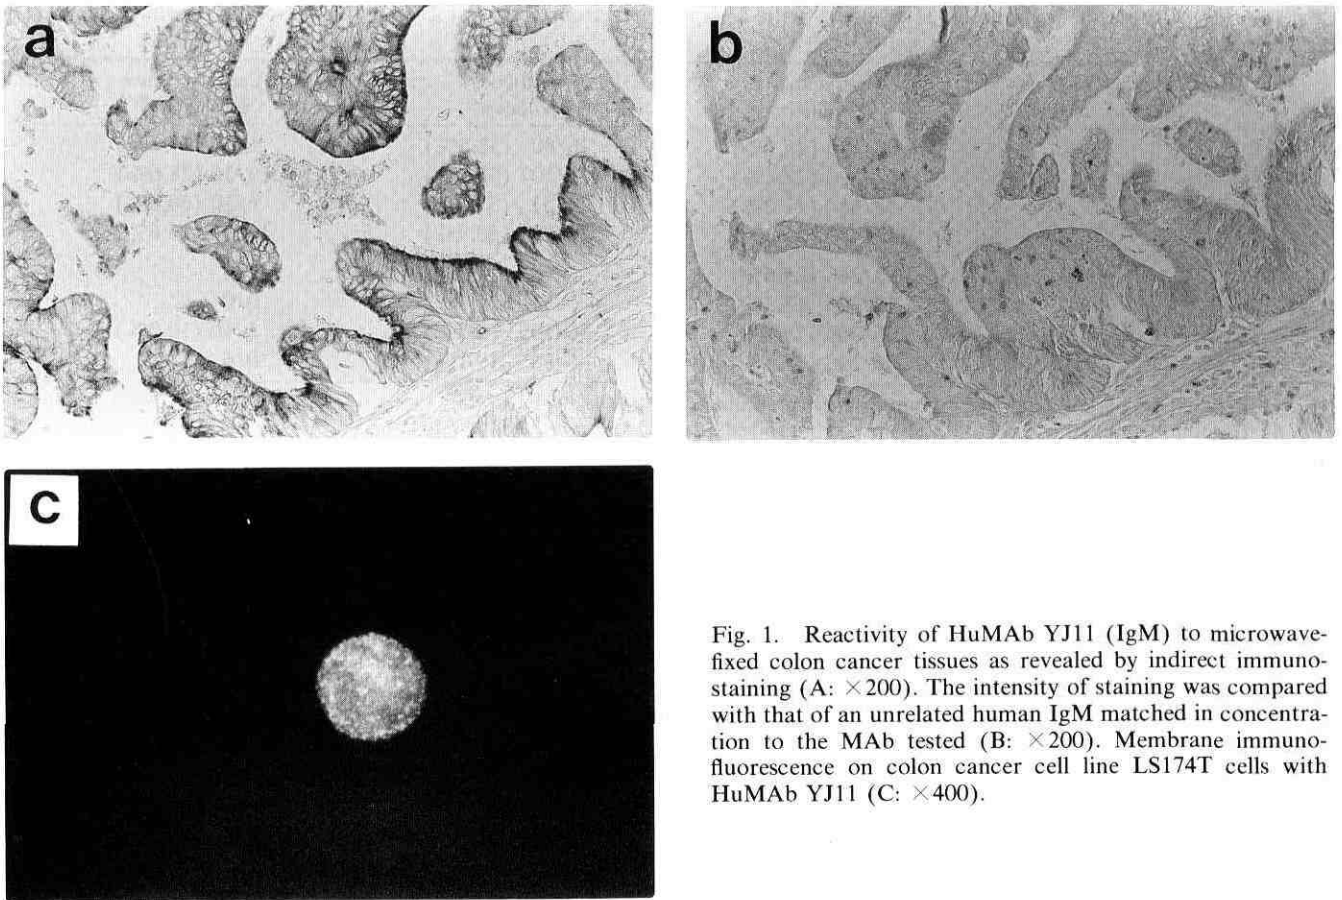 a
b
C
Fig. 1. Reactivity of HuMAb YJ11 (IgM) to microwave-
fixed colon cancer tissues as revealed by indirect immuno-
staining (A: ×200). The intensity of staining was compared
with that of an unrelated human IgM matched in concentra-
tion to the MAb tested (B: ×200). Membrane immuno-
fluorescence on colon cancer cell line LS174T cells with
HuMAb YJ11 (C: ×400).